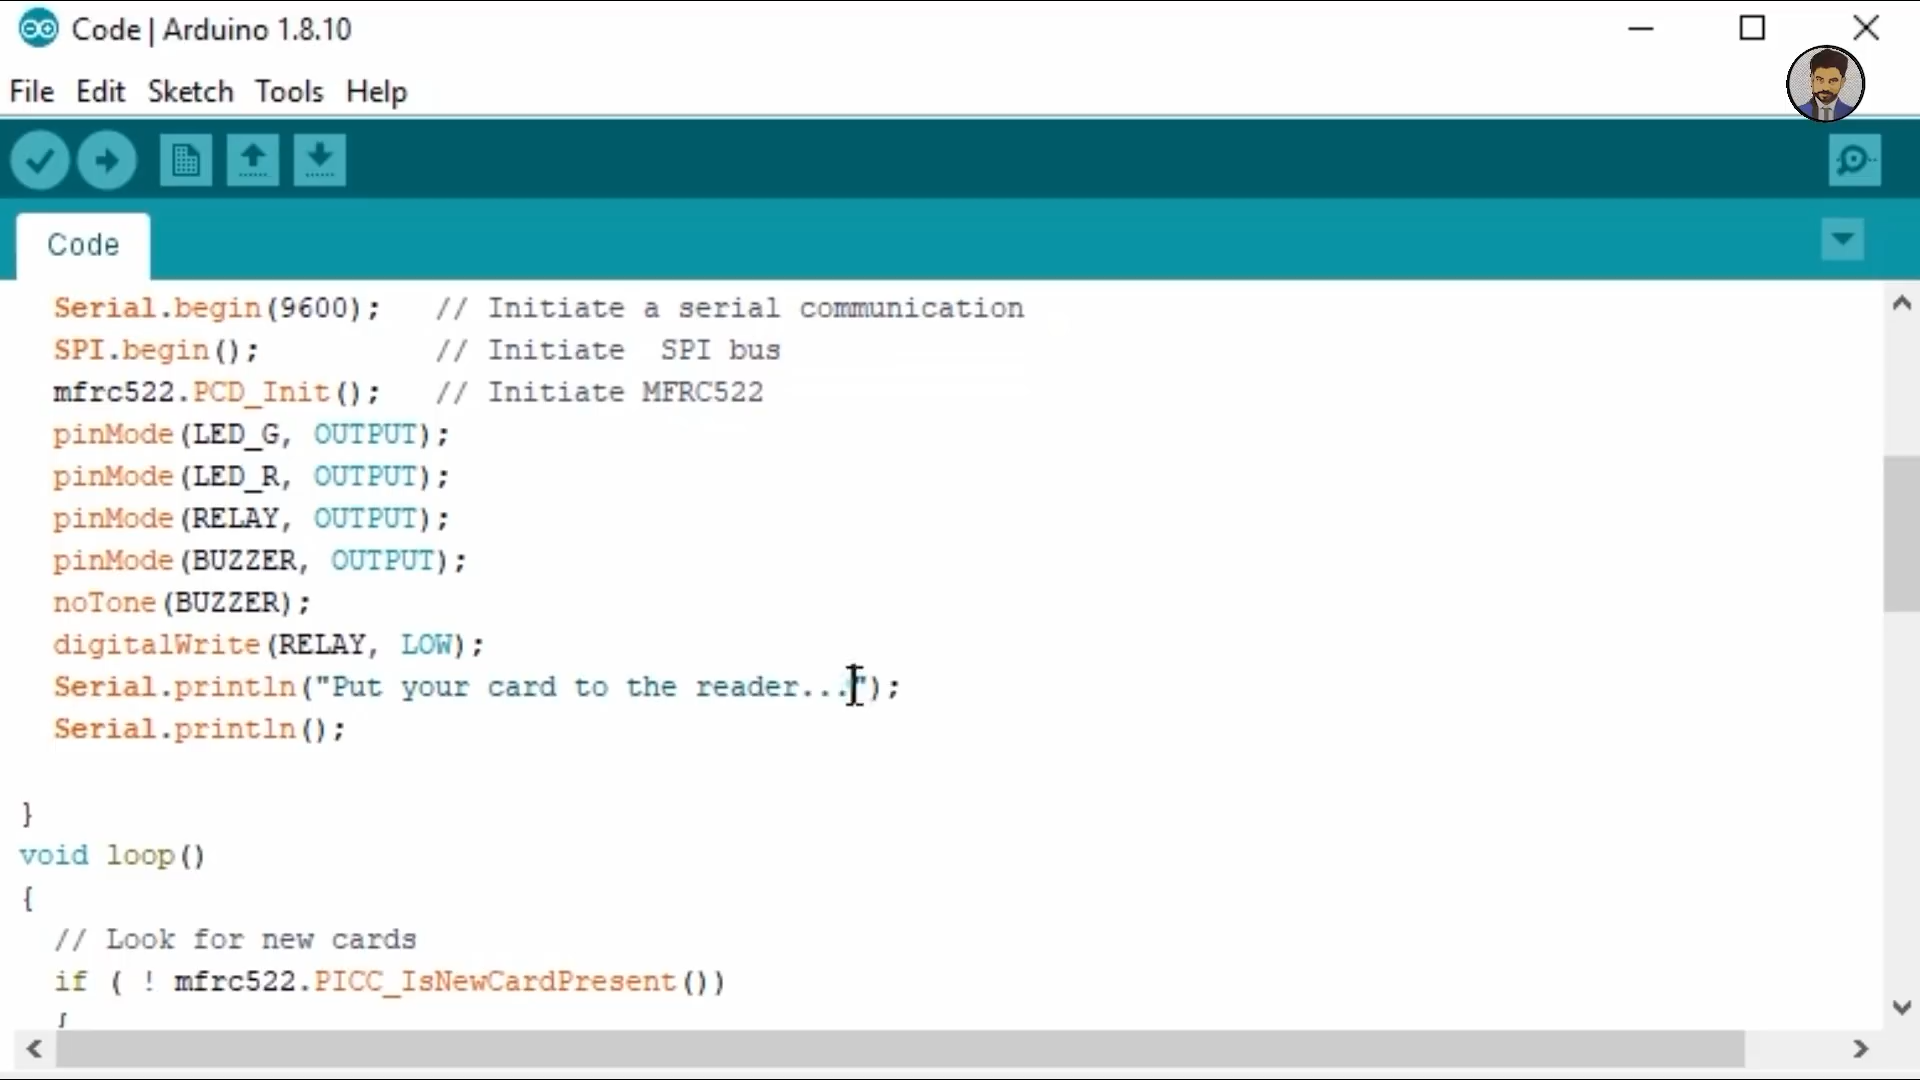 Code | Arduino 1.8.10
File Edit Sketch Tools Help
Code
Serial.begin(9600);   // Initiate a serial communication
SPI.begin();          // Initiate  SPI bus
mfrc522.PCD_Init();   // Initiate MFRC522
pinMode(LED_G, OUTPUT);
pinMode(LED_R, OUTPUT);
pinMode(RELAY, OUTPUT);
pinMode(BUZZER, OUTPUT);
noTone(BUZZER);
digitalWrite(RELAY, LOW);
Serial.println("Put your card to the reader...");
Serial.println();
}
void loop()
{
// Look for new cards
if ( ! mfrc522.PICC_IsNewCardPresent())
{